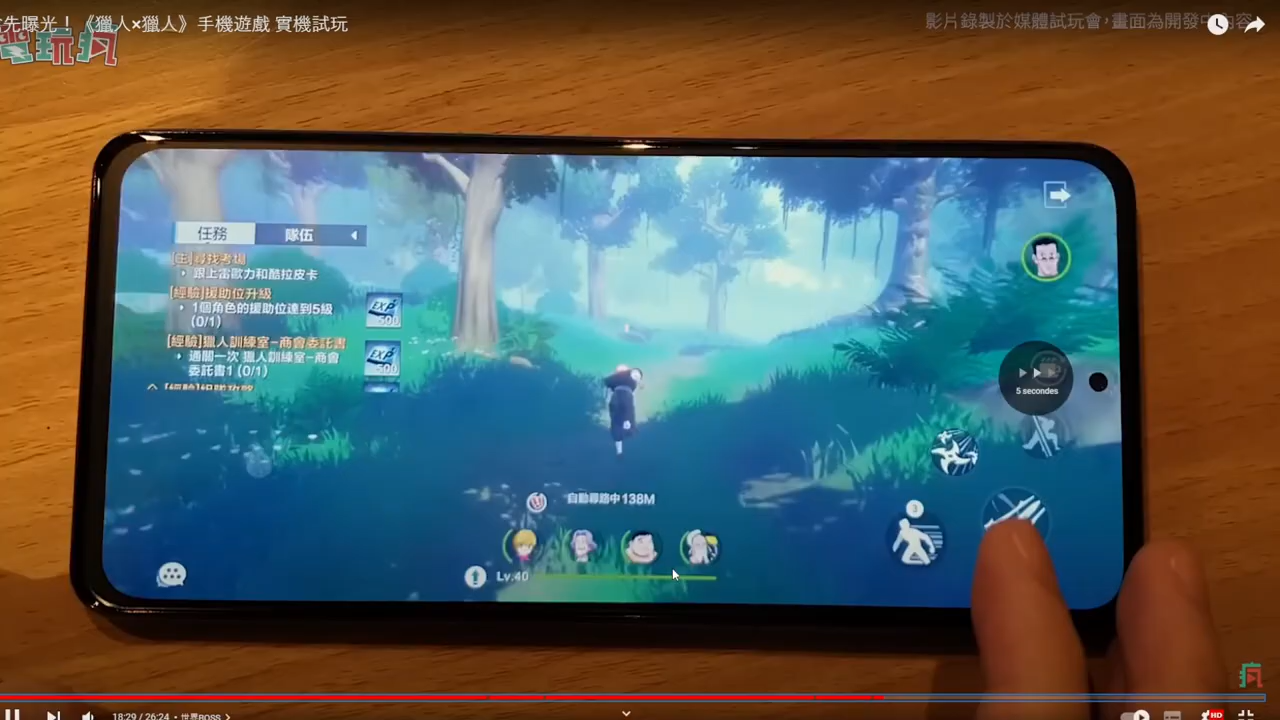 先曝光！《獵人×獵人》手機遊戲 實機試玩
影片錄製於媒體試玩會，畫面為開發中內容
電玩瘋
任務
隊伍
[主]尋找考場
跟上雷歐力和酷拉皮卡
[經驗]援助位升級
1個角色的援助位達到5級
(0/1)
EXP
500
[經驗]獵人訓練室-商會委託書
通關一次 獵人訓練室-商會
委託書1 (0/1)
EXP
500
5 secondes
自動尋路中138M
3
Lv.40
瘋
18:29 / 26:24 • 世界BOSS
HD